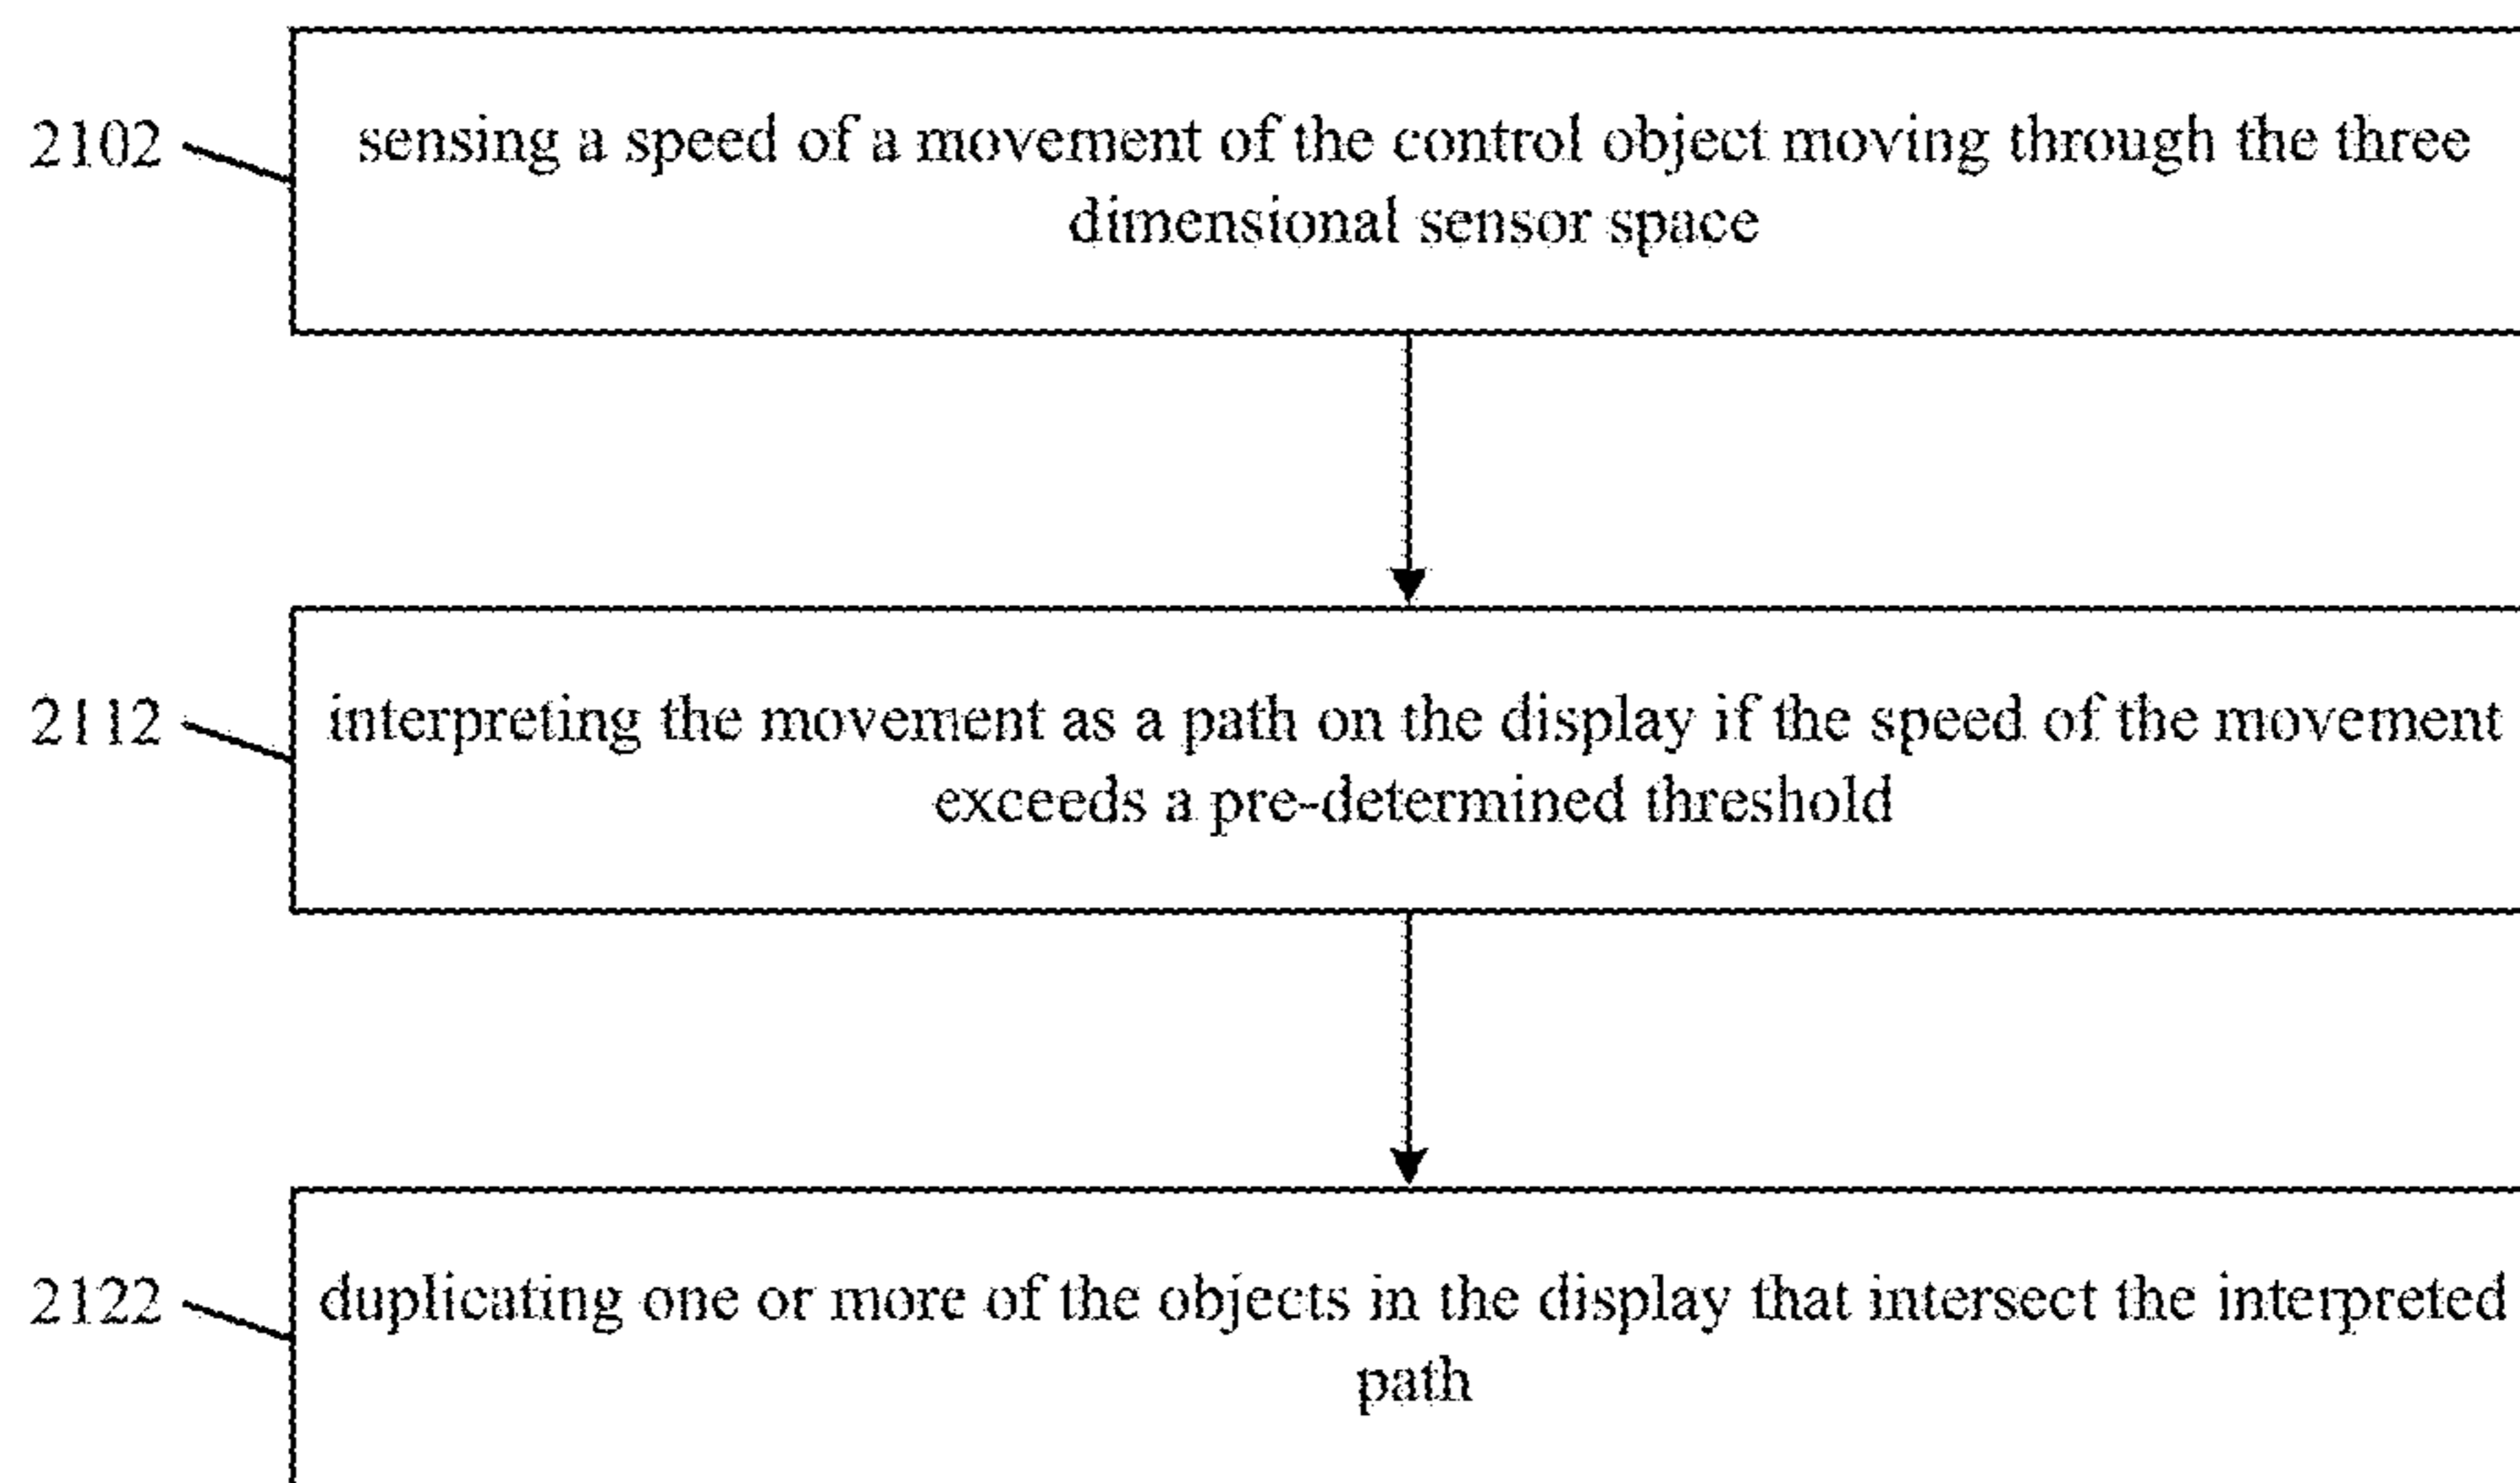 2102
sensing a speed of a movement of the control object moving through the three
dimensional sensor space
2112
interpreting the movement as a path on the display if the speed of the movement
exceeds a pre-determined threshold
2122
duplicating one or more of the objects in the display that intersect the interpreted
path